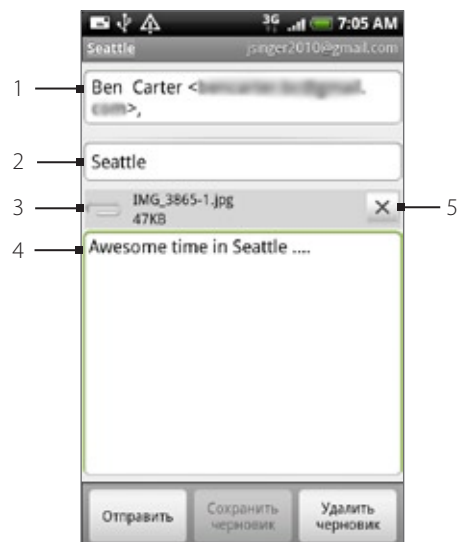 3G 7:05 AM
Seattle jsinger2010@gmail.com
1
Ben Carter <
com>,
2
Seattle
3
IMG_3865-1.jpg
47KB
5
4
Awesome time in Seattle ....
Отправить
Сохранить
черновик
Удалить
черновик